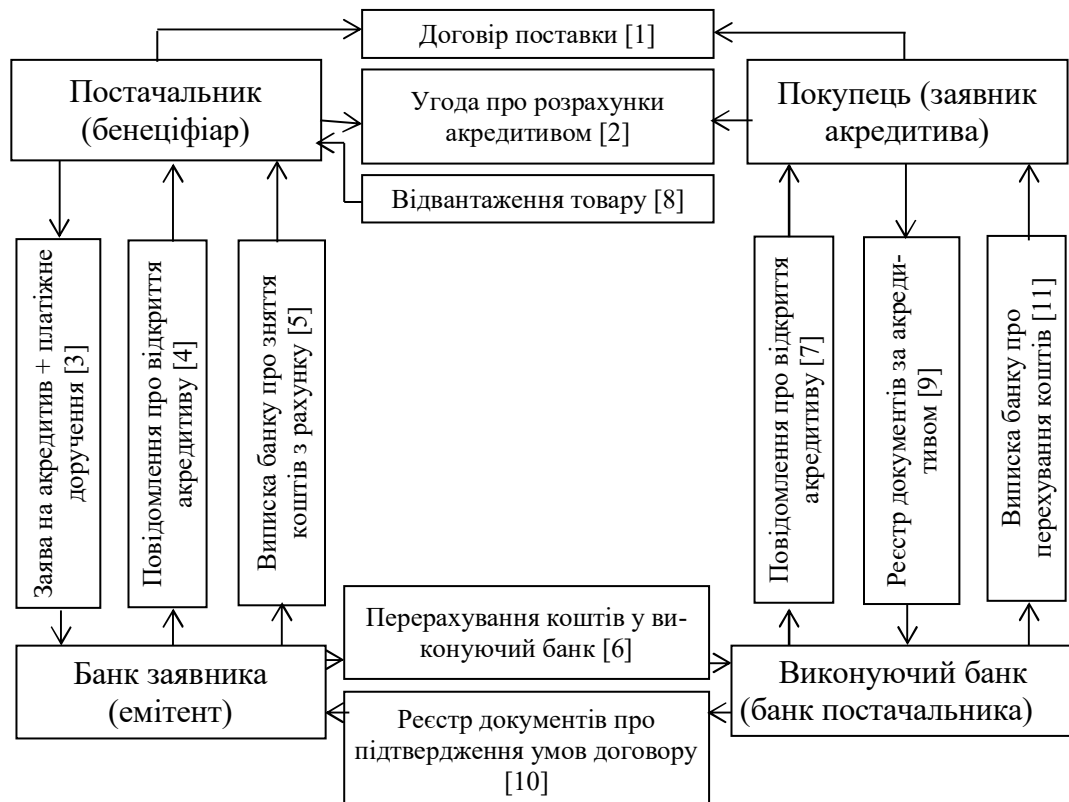 Договір поставки [1]
Постачальник
(бенеціфіар)
Угода про розрахунки
акредитивом [2]
Покупець (заявник
акредитива)
Відвантаження товару [8]
Заява на акредитив + платіжне
доручення [3]
Повідомлення про відкриття
акредитиву [4]
Виписка банку про зняття
коштів з рахунку [5]
Повідомлення про відкриття
акредитиву [7]
Реєстр документів за акреди-
тивом [9]
Виписка банку про
перехування коштів [11]
Перерахування коштів у ви-
конуючий банк [6]
Банк заявника
(емітент)
Виконуючий банк
(банк постачальника)
Реєстр документів про
підтвердження умов договору
[10]